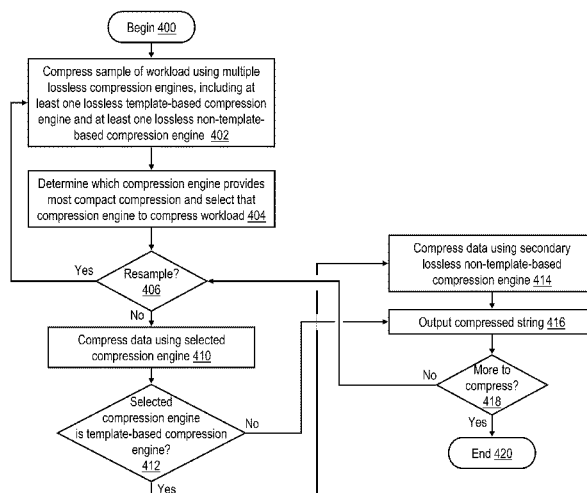 Begin 400
Compress sample of workload using multiple
lossless compression engines, including at
least one lossless template-based compression
engine and at least one lossless non-template-
based compression engine 402
Determine which compression engine provides
most compact compression and select that
compression engine to compress workload 404
Yes
Resample?
406
No
Compress data using selected
compression engine 410
Selected
compression engine
is template-based compression
engine?
412
No
Yes
Compress data using secondary
lossless non-template-based
compression engine 414
Output compressed string 416
No
More to
compress?
418
Yes
End 420